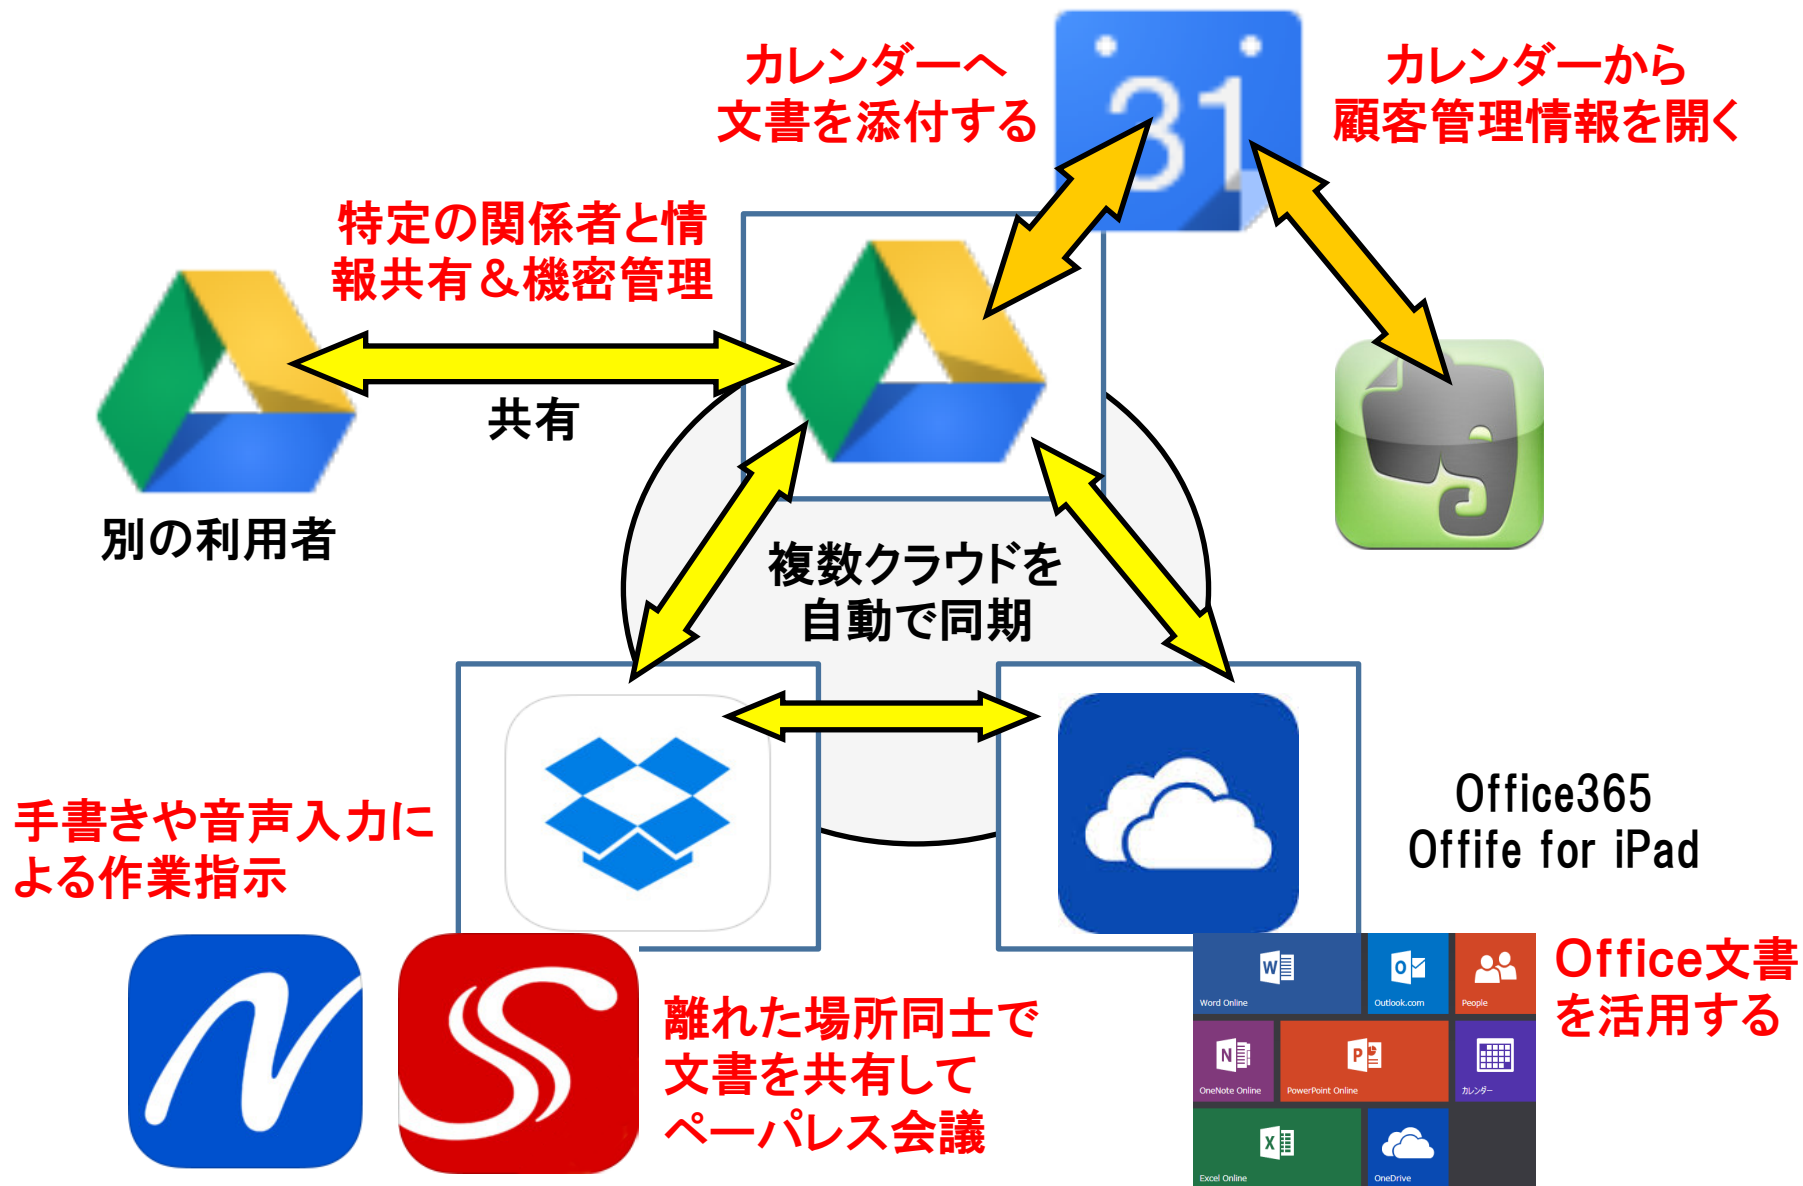 カレンダーへ
文書を添付する
31
カレンダーから
顧客管理情報を開く
特定の関係者と情
報共有＆機密管理
共有
別の利用者
複数クラウドを
自動で同期
手書きや音声入力に
よる作業指示
離れた場所同士で
文書を共有して
ペーパレス会議
Office365
Offife for iPad
Office文書
を活用する
Word Online
Outlook.com
People
OneNote Online
PowerPoint Online
カレンダー
Excel Online
OneDrive